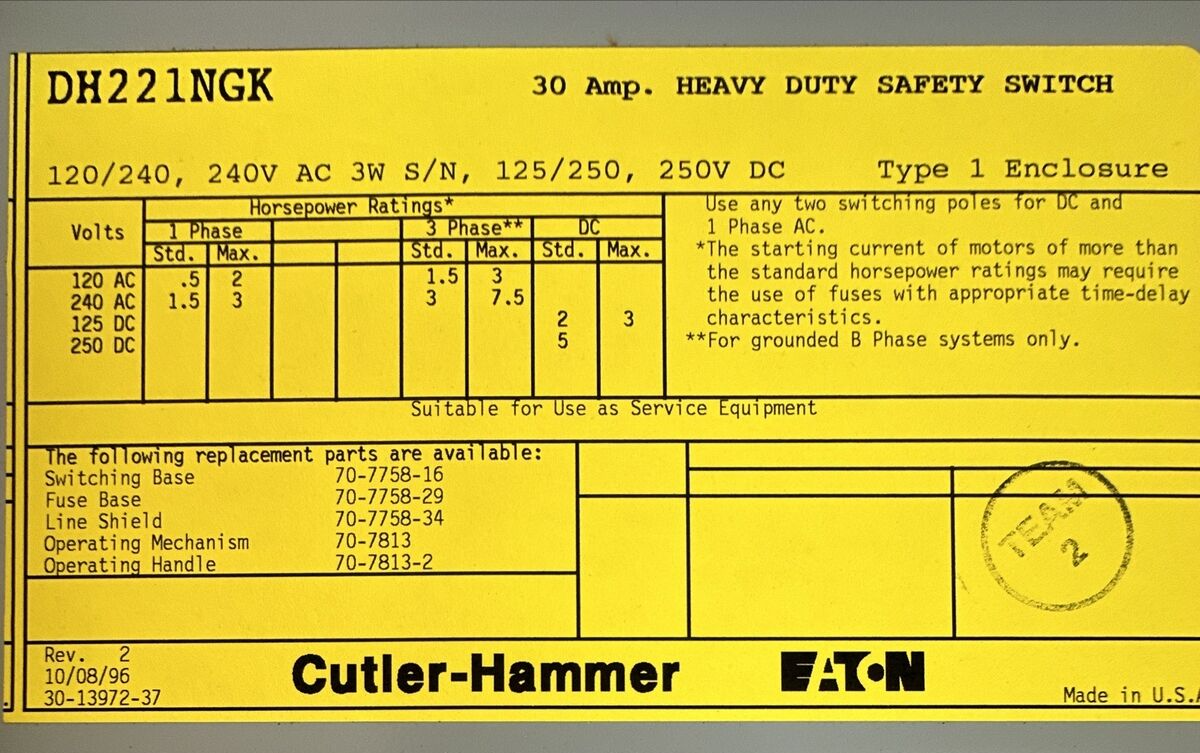 DH221NGK 30 Amp. HEAVY DUTY SAFETY SWITCH
120/240, 240V AC 3W S/N, 125/250, 250V DC Type 1 Enclosure
Horsepower Ratings*
Volts 1 Phase 3 Phase** DC
Std. Max. Std. Max. Std. Max.
120 AC .5 2 1.5 3
240 AC 1.5 3 3 7.5
125 DC 2 3
250 DC 5
Use any two switching poles for DC and
1 Phase AC.
*The starting current of motors of more than
the standard horsepower ratings may require
the use of fuses with appropriate time-delay
characteristics.
**For grounded B Phase systems only.
Suitable for Use as Service Equipment
The following replacement parts are available:
Switching Base 70-7758-16
Fuse Base 70-7758-29
Line Shield 70-7758-34
Operating Mechanism 70-7813
Operating Handle 70-7813-2
TEAM
2
Rev. 2
10/08/96
30-13972-37
Cutler-Hammer
EATON
Made in U.S.A